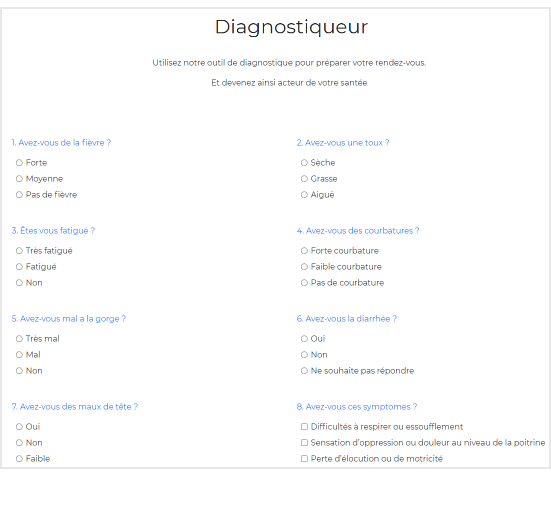 Diagnostiqueur
Utilisez notre outil de diagnostique pour préparer votre rendez-vous.
Et devenez ainsi acteur de votre santée
1. Avez-vous de la fièvre ?
Forte
Moyenne
Pas de fièvre
2. Avez-vous une toux ?
Sèche
Grasse
Aiguë
3. Êtes vous fatigué ?
Très fatigué
Fatigué
Non
4. Avez-vous des courbatures ?
Forte courbature
Faible courbature
Pas de courbature
5. Avez-vous mal a la gorge ?
Très mal
Mal
Non
6. Avez-vous la diarrhée ?
Oui
Non
Ne souhaite pas répondre
7. Avez-vous des maux de tête ?
Oui
Non
Faible
8. Avez-vous ces symptomes ?
Difficultés à respirer ou essoufflement
Sensation d'oppression ou douleur au niveau de la poitrine
Perte d'élocution ou de motricité